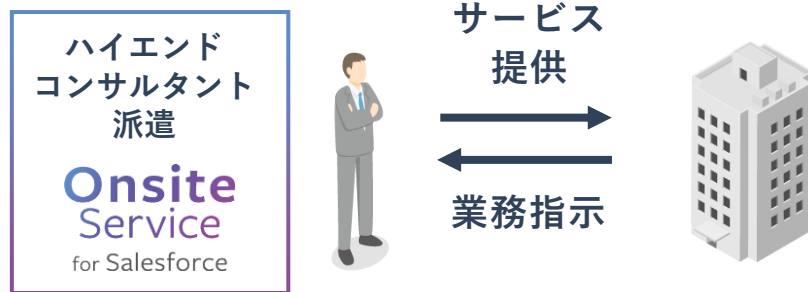 ハイエンド
コンサルタント
派遣
Onsite
Service
for Salesforce
サービス
提供
業務指示